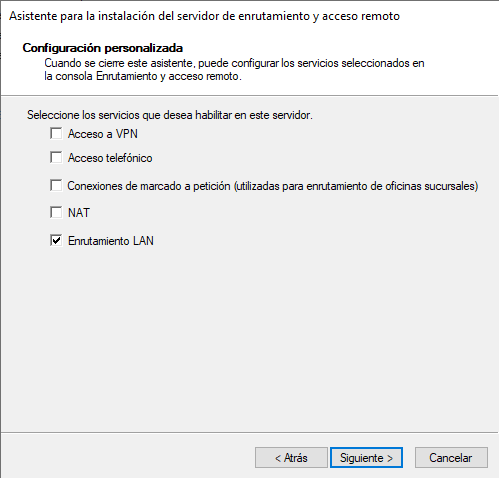 Asistente para la instalación del servidor de enrutamiento y acceso remoto
Configuración personalizada
Cuando se cierre este asistente, puede configurar los servicios seleccionados en
la consola Enrutamiento y acceso remoto.
Seleccione los servicios que desea habilitar en este servidor.
Acceso a VPN
Acceso telefónico
Conexiones de marcado a petición (utilizadas para enrutamiento de oficinas sucursales)
NAT
Enrutamiento LAN
< Atrás
Siguiente >
Cancelar